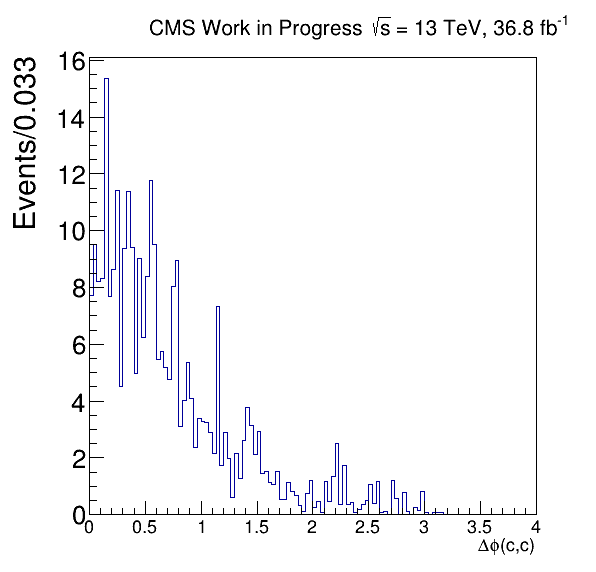 CMS Work in Progress √s = 13 TeV, 36.8 fb⁻¹
Events/0.033
16
14
12
10
8
6
4
2
0
0 0.5 1 1.5 2 2.5 3 3.5 4
Δϕ(c,c)